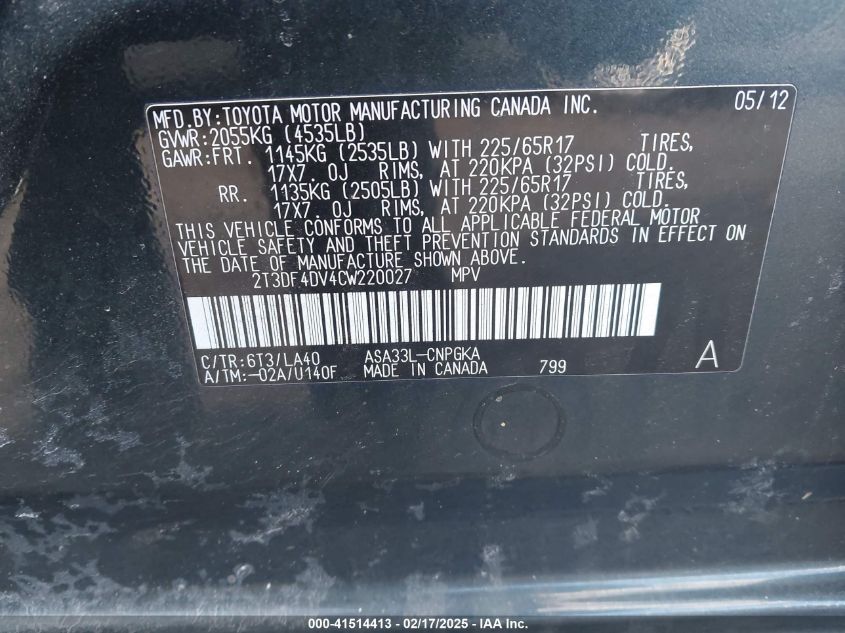 MFD.BY:TOYOTA MOTOR MANUFACTURING CANADA INC. 05/12
GVWR:2055KG (4535LB)
GAWR:FRT. 1145KG (2535LB) WITH 225/65R17 TIRES,
17X7.0J RIMS, AT 220KPA (32PSI) COLD.
RR. 1135KG (2505LB) WITH 225/65R17 TIRES,
17X7.0J RIMS, AT 220KPA (32PSI) COLD.
THIS VEHICLE CONFORMS TO ALL APPLICABLE FEDERAL MOTOR
VEHICLE SAFETY AND THEFT PREVENTION STANDARDS IN EFFECT ON
THE DATE OF MANUFACTURE SHOWN ABOVE.
2T3DF4DV4CW220027 MPV
C/TR:6T3/LA40 ASA33L-CNPGKA
A/TM:-02A/U140F MADE IN CANADA 799 A
000-41514413 - 02/17/2025 - © IAA Inc.